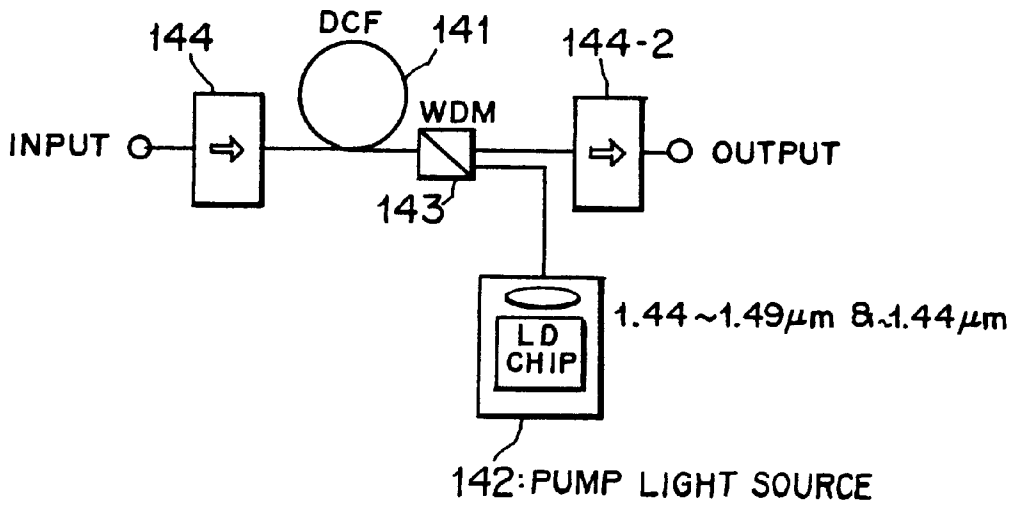 144
DCF
141
144-2
WDM
INPUT
OUTPUT
143
1.44~1.49μm &~1.44μm
LD
CHIP
142:PUMP LIGHT SOURCE